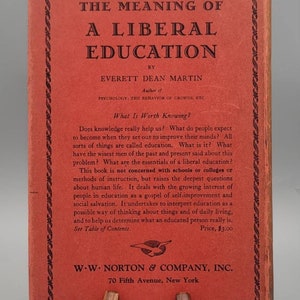 THE MEANING OF
A LIBERAL
EDUCATION
BY
EVERETT DEAN MARTIN
Author of
PSYCHOLOGY, THE BEHAVIOR OF CROWDS, ETC.
What Is Worth Knowing?
Does knowledge really help us? What do people expect
to become when they set out to improve their minds? All
sorts of things are called education. What is it? What
have the wisest men of the past and present said about this
problem? What are the essentials of a liberal education?
This book is not concerned with schools or colleges or
methods of instruction, but raises the deeper questions
about human life. It deals with the growing interest of
people in education as a gospel of self-improvement and
social salvation. It undertakes to interpret education as a
possible way of thinking about things and of daily living,
and to help us determine what an educated person really is.
See Table of Contents. Price, $3.00
W · W · NORTON & COMPANY, INC.
70 Fifth Avenue, New York